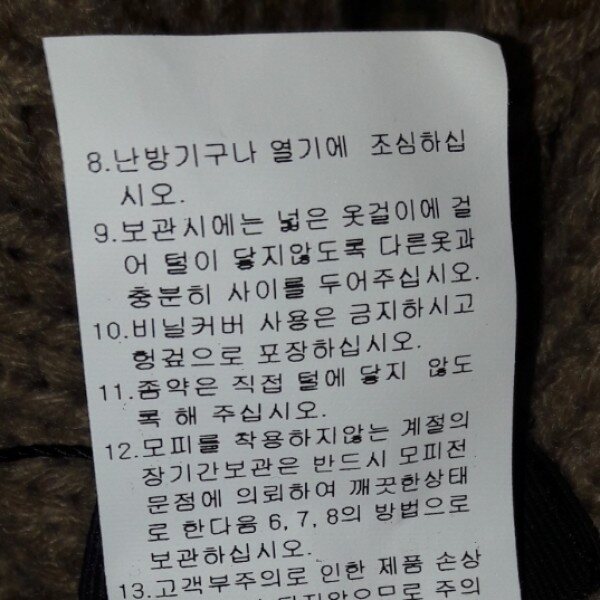 8.난방기구나 열기에 조심하십
시오.
9.보관시에는 넓은 옷걸이에 걸
어 털이 닿지않도록 다른옷과
충분히 사이를 두어주십시오.
10.비닐커버 사용은 금지하시고
헝겊으로 포장하십시오.
11.좀약은 직접 털에 닿지 않도
록 해 주십시오.
12.모피를 착용하지않는 계절의
장기간보관은 반드시 모피전
문점에 의뢰하여 깨끗한상태
로 한다음 6, 7, 8의 방법으로
보관하십시오.
13.고객부주의로 인한 제품 손상
되지않으므로 주의